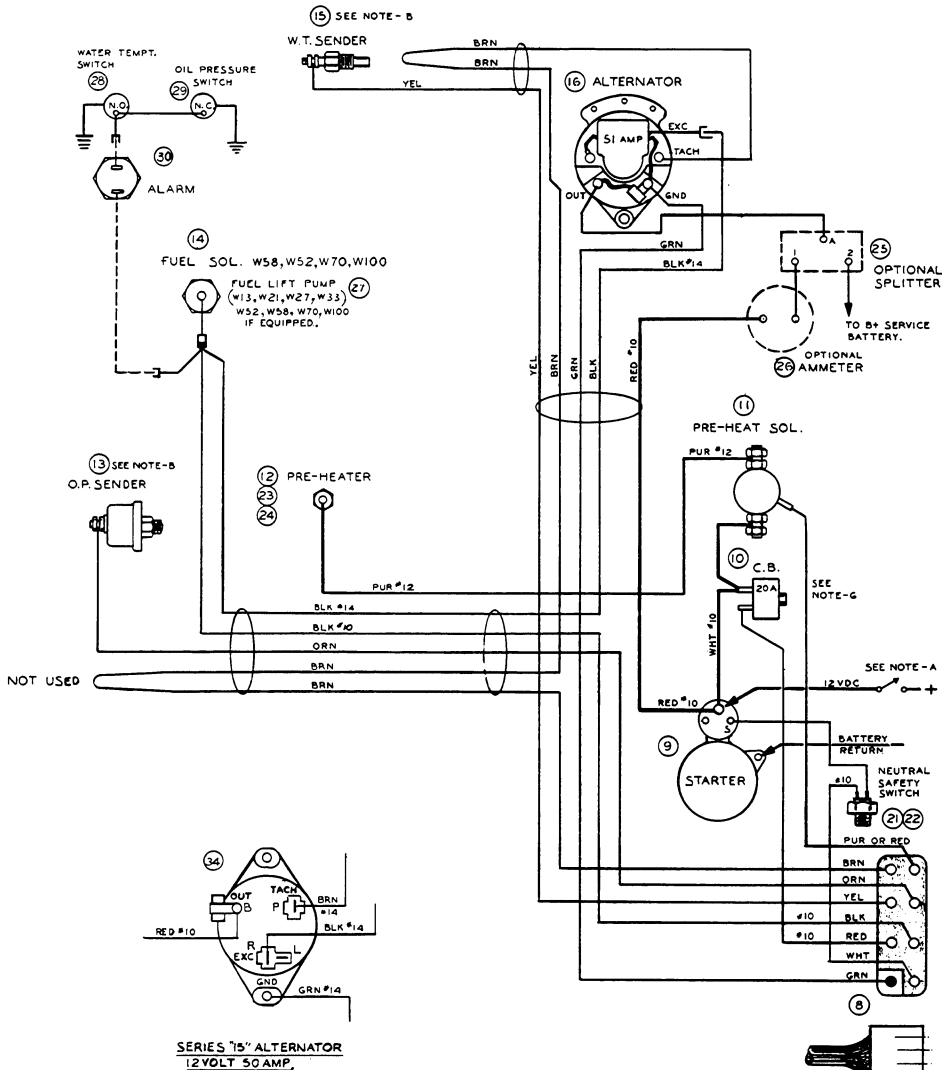 15 SEE NOTE - B
W.T. SENDER
BRN
BRN
YEL
WATER TEMPT.
SWITCH
28
OIL PRESSURE
SWITCH
29
N.O.
N.C.
30
ALARM
16 ALTERNATOR
51 AMP
EXC
TACH
OUT
GND
GRN
BLK #14
14
FUEL SOL. W58, W52, W70, W100
FUEL LIFT PUMP
(W13, W21, W27, W33)
27
W52, W58, W70, W100
IF EQUIPPED.
A
1
2
25
OPTIONAL
SPLITTER
TO B+ SERVICE
BATTERY.
OPTIONAL
26 AMMETER
YEL
BRN
GRN
BLK
RED #10
11
PRE-HEAT SOL.
PUR #12
13 SEE NOTE-B
O.P. SENDER
12 PRE-HEATER
23
24
10
C.B.
20A
SEE
NOTE-G
PUR #12
BLK #14
BLK #10
ORN
BRN
BRN
NOT USED
WHT #10
RED #10
SEE NOTE - A
12 VDC
+
S
9
STARTER
BATTERY
RETURN
#10
NEUTRAL
SAFETY
SWITCH
21 22
PUR OR RED
BRN
ORN
YEL
#10 BLK
#10 RED
WHT
GRN
8
34
OUT
B
TACH
P
BRN
#14
RED #10
R
EXC
L
BLK #14
GND
GRN #14
SERIES "15" ALTERNATOR
12 VOLT 50 AMP.